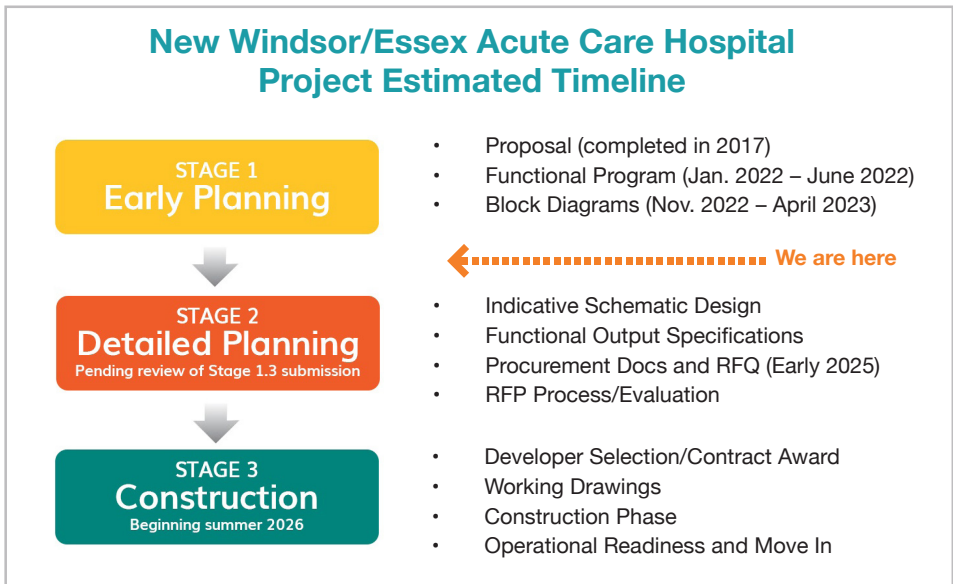 New Windsor/Essex Acute Care Hospital
Project Estimated Timeline
STAGE 1
Early Planning
• Proposal (completed in 2017)
• Functional Program (Jan. 2022 – June 2022)
• Block Diagrams (Nov. 2022 – April 2023)
We are here
STAGE 2
Detailed Planning
Pending review of Stage 1.3 submission
• Indicative Schematic Design
• Functional Output Specifications
• Procurement Docs and RFQ (Early 2025)
• RFP Process/Evaluation
STAGE 3
Construction
Beginning summer 2026
• Developer Selection/Contract Award
• Working Drawings
• Construction Phase
• Operational Readiness and Move In